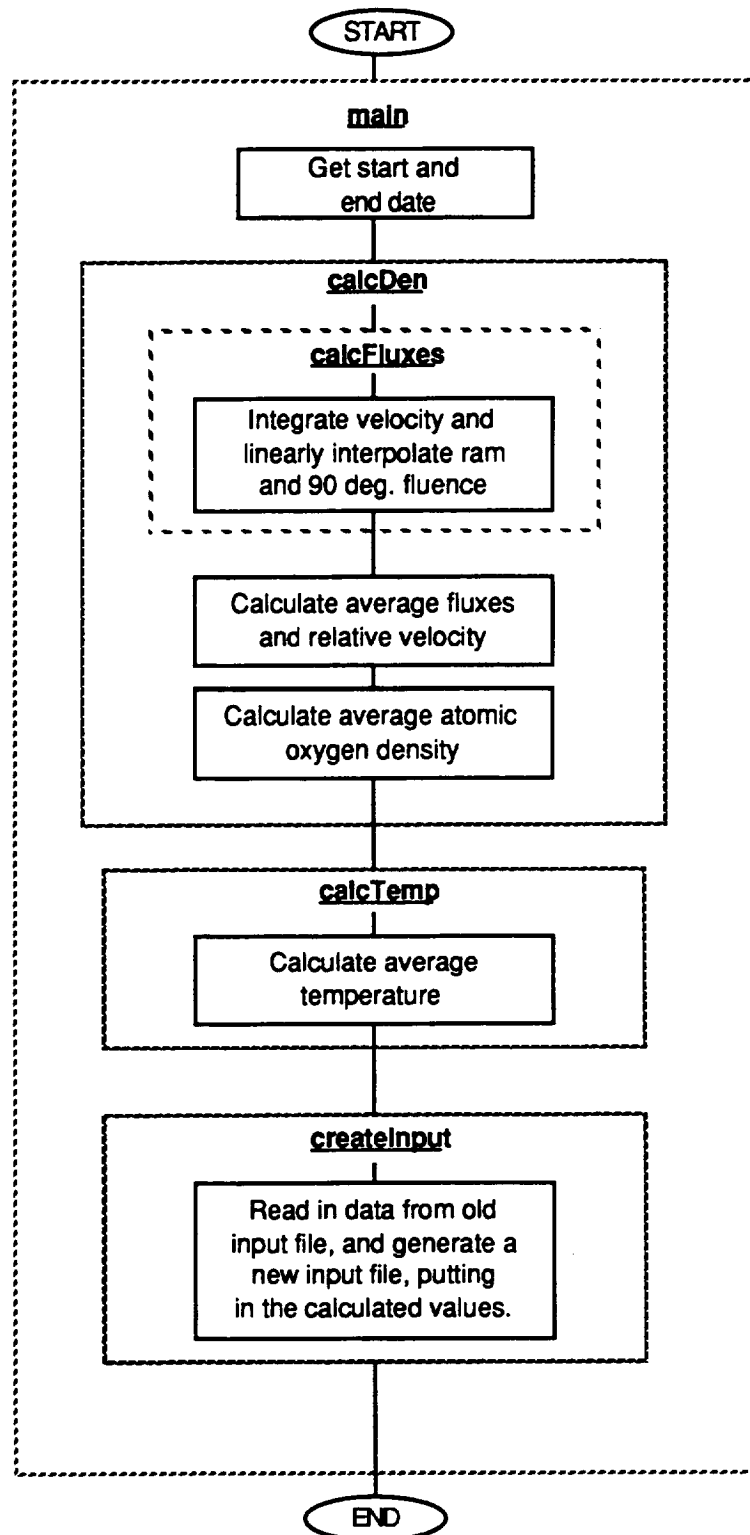 START
main
Get start and
end date
calcDen
calcFluxes
Integrate velocity and
linearly interpolate ram
and 90 deg. fluence
Calculate average fluxes
and relative velocity
Calculate average atomic
oxygen density
calcTemp
Calculate average
temperature
createInput
Read in data from old
input file, and generate a
new input file, putting
in the calculated values.
END